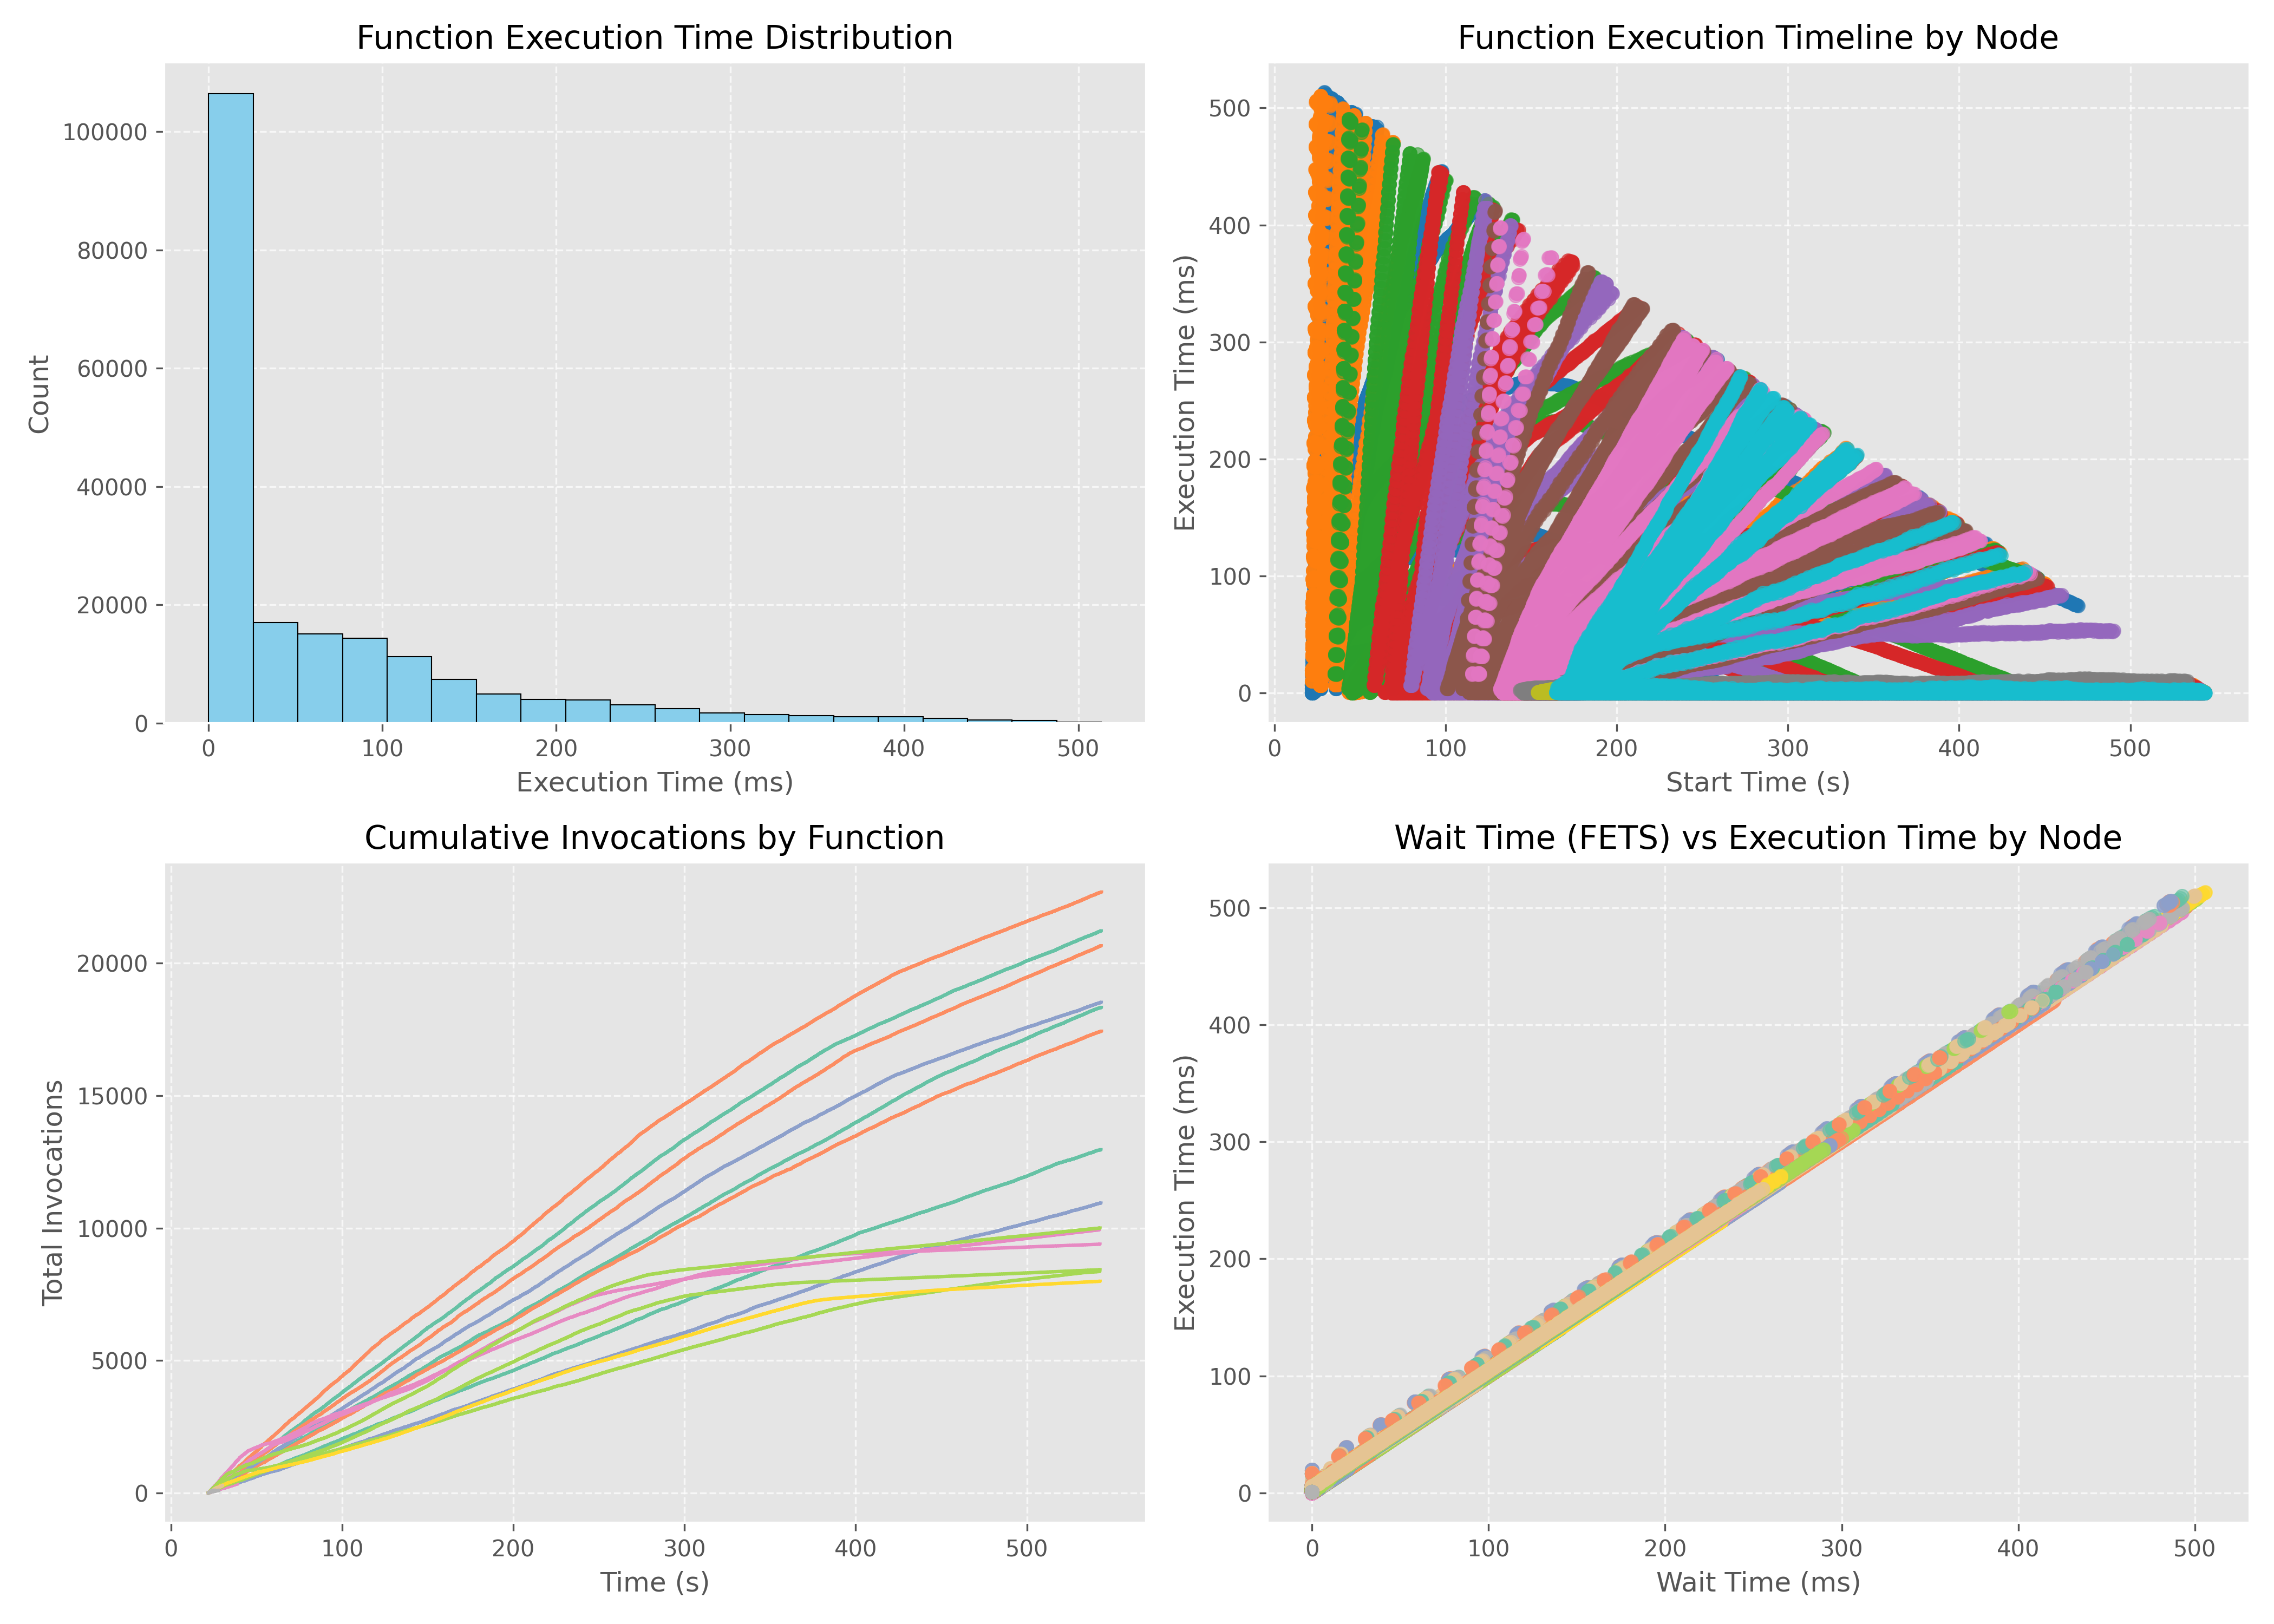 Function Execution Time Distribution
100000
80000
60000
40000
20000
0
Count
0 100 200 300 400 500
Execution Time (ms)
Function Execution Timeline by Node
500
400
300
200
100
0
Execution Time (ms)
0 100 200 300 400 500
Start Time (s)
Cumulative Invocations by Function
20000
15000
10000
5000
0
Total Invocations
0 100 200 300 400 500
Time (s)
Wait Time (FETS) vs Execution Time by Node
500
400
300
200
100
0
Execution Time (ms)
0 100 200 300 400 500
Wait Time (ms)